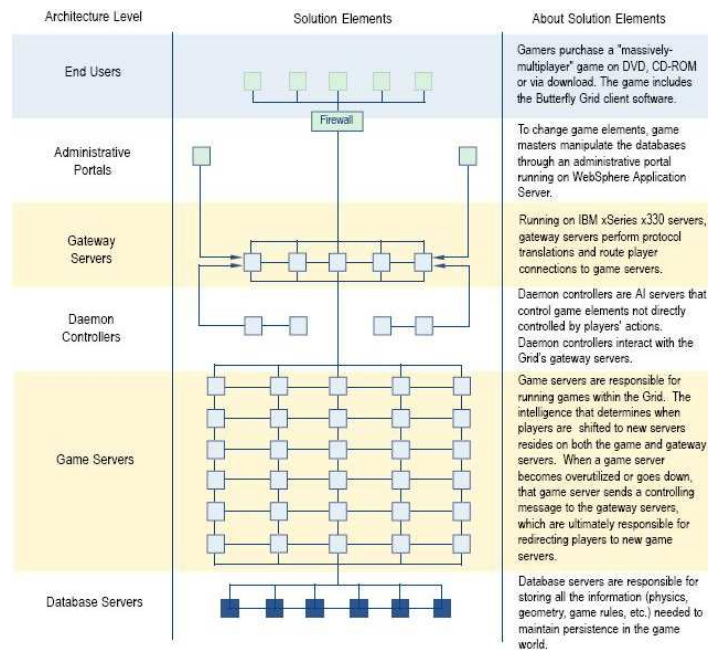 Architecture Level
Solution Elements
About Solution Elements
End Users
Firewall
Gamers purchase a "massively-
multiplayer" game on DVD, CD-ROM
or via download. The game includes
the Butterfly Grid client software.
Administrative
Portals
To change game elements, game
masters manipulate the databases
through an administrative portal
running on WebSphere Application
Server.
Gateway
Servers
Running on IBM xSeries x330 servers,
gateway servers perform protocol
translations and route player
connections to game servers.
Daemon
Controllers
Daemon controllers are AI servers that
control game elements not directly
controlled by players' actions.
Daemon controllers interact with the
Grid's gateway servers.
Game Servers
Game servers are responsible for
running games within the Grid. The
intelligence that determines when
players are shifted to new servers
resides on both the game and gateway
servers. When a game server
becomes overutilized or goes down,
that game server sends a controlling
message to the gateway servers,
which are ultimately responsible for
redirecting players to new game
servers.
Database Servers
Database servers are responsible for
storing all the information (physics,
geometry, game rules, etc.) needed to
maintain persistence in the game
world.